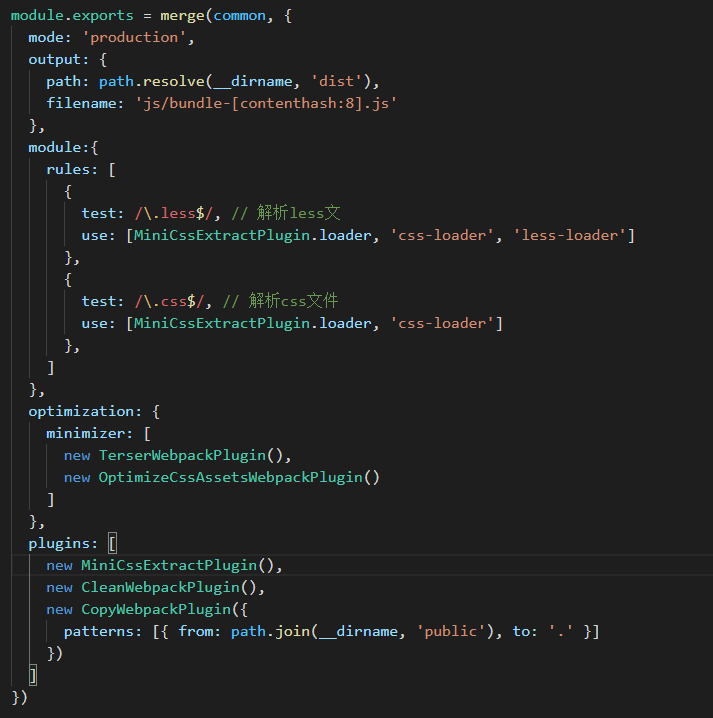 module.exports = merge(common, {
  mode: 'production',
  output: {
    path: path.resolve(__dirname, 'dist'),
    filename: 'js/bundle-[contenthash:8].js'
  },
  module:{
    rules: [
      {
        test: /\.less$/, // 解析less文
        use: [MiniCssExtractPlugin.loader, 'css-loader', 'less-loader']
      },
      {
        test: /\.css$/, // 解析css文件
        use: [MiniCssExtractPlugin.loader, 'css-loader']
      },
    ]
  },
  optimization: {
    minimizer: [
      new TerserWebpackPlugin(),
      new OptimizeCssAssetsWebpackPlugin()
    ]
  },
  plugins: [
    new MiniCssExtractPlugin(),
    new CleanWebpackPlugin(),
    new CopyWebpackPlugin({
      patterns: [{ from: path.join(__dirname, 'public'), to: '.' }]
    })
  ]
})